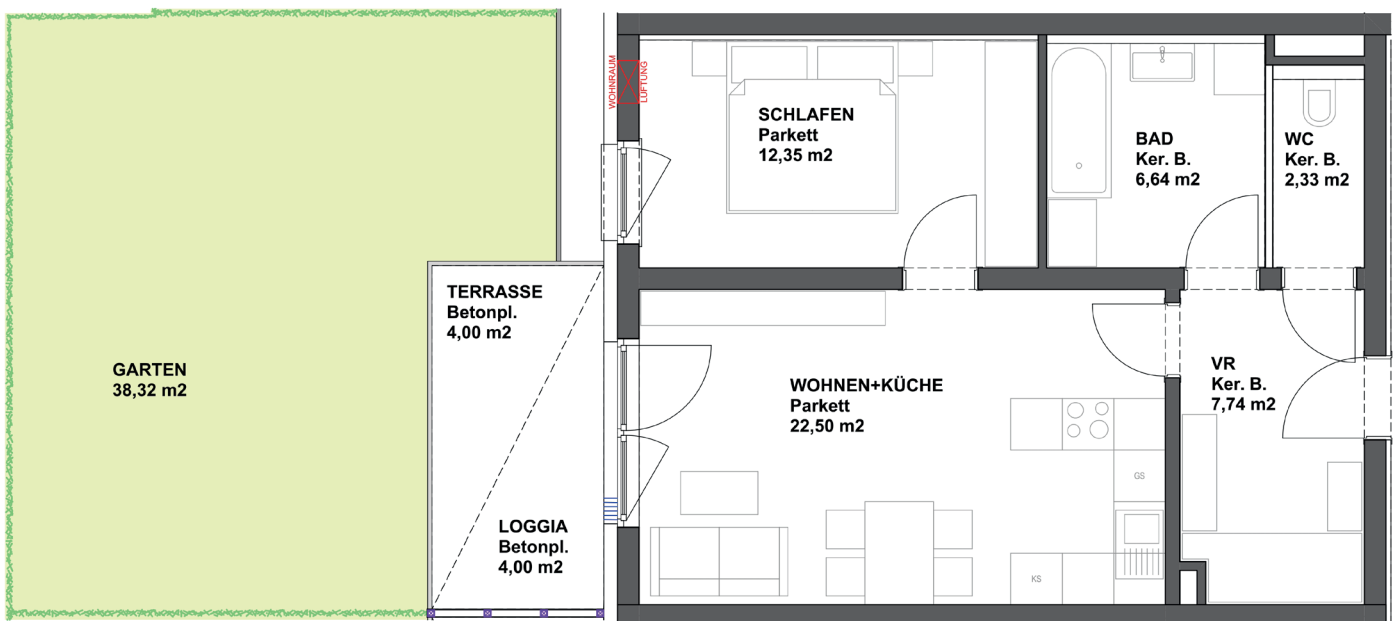 WOHNRAUM
LÜFTUNG
SCHLAFEN
Parkett
12,35 m2
BAD
Ker. B.
6,64 m2
WC
Ker. B.
2,33 m2
TERRASSE
Betonpl.
4,00 m2
GARTEN
38,32 m2
WOHNEN+KÜCHE
Parkett
22,50 m2
VR
Ker. B.
7,74 m2
GS
LOGGIA
Betonpl.
4,00 m2
KS